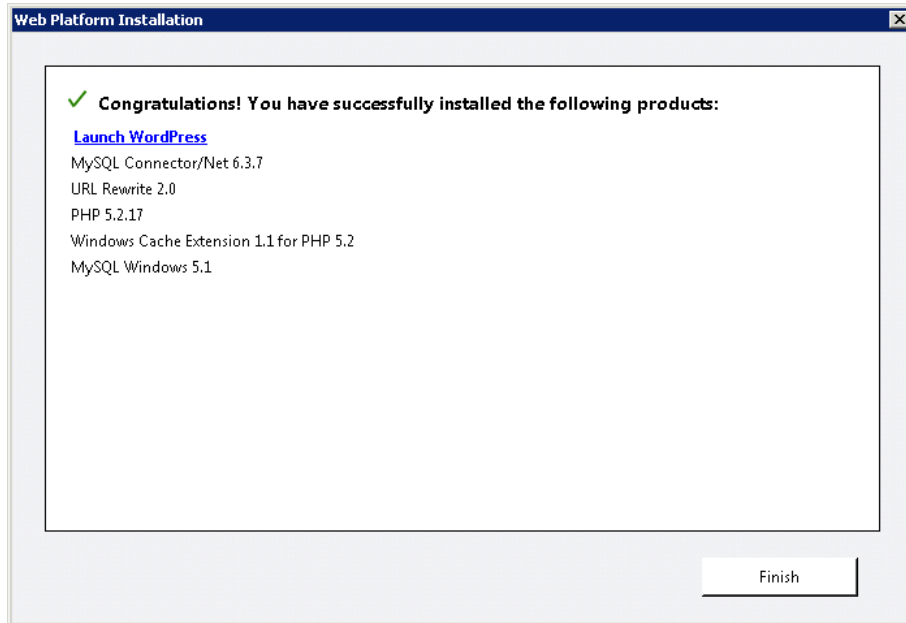 Web Platform Installation
Congratulations! You have successfully installed the following products:
Launch WordPress
MySQL Connector/Net 6.3.7
URL Rewrite 2.0
PHP 5.2.17
Windows Cache Extension 1.1 for PHP 5.2
MySQL Windows 5.1
Finish